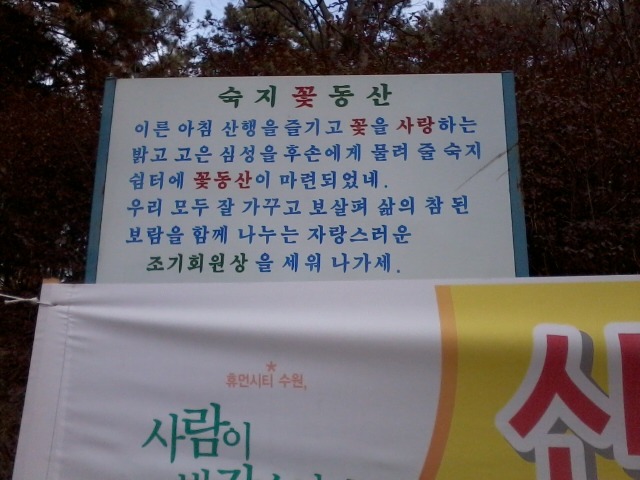 숙지꽃동산
이른 아침 산행을 즐기고 꽃을 사랑하는
밝고 고은 심성을 후손에게 물려 줄 숙지
쉼터에 꽃동산이 마련되었네.
우리 모두 잘 가꾸고 보살펴 삶의 참 된
보람을 함께 나누는 자랑스러운
조기회원상을 세워 나가세.
휴먼시티 수원,
사람이